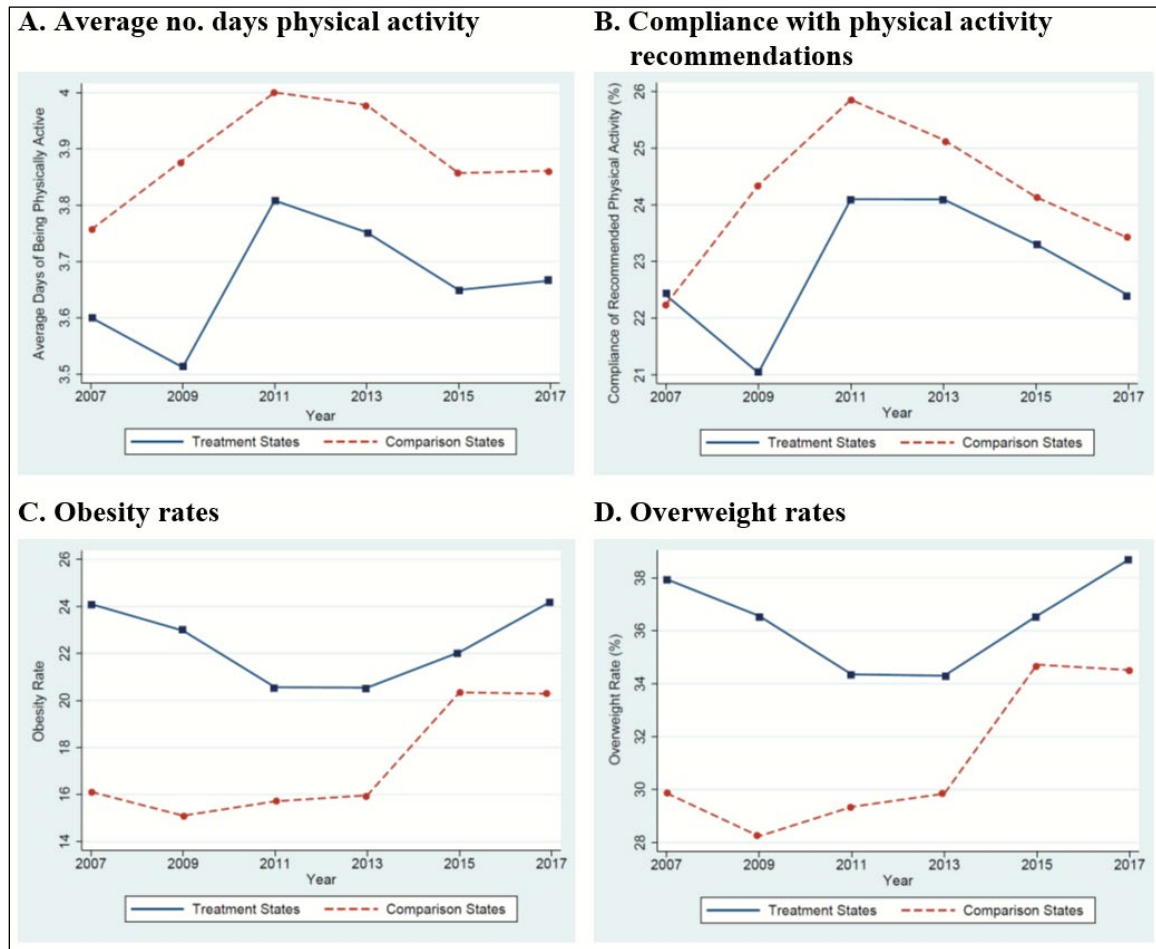 A. Average no. days physical activity
Average Days of Being Physically Active
4
3.9
3.8
3.7
3.6
3.5
2007 2009 2011 2013 2015 2017
Year
Treatment States Comparison States
B. Compliance with physical activity
recommendations
Compliance of Recommended Physical Activity (%)
26
25
24
23
22
21
2007 2009 2011 2013 2015 2017
Year
Treatment States Comparison States
C. Obesity rates
Obesity Rate
26
24
22
20
18
16
14
2007 2009 2011 2013 2015 2017
Year
Treatment States Comparison States
D. Overweight rates
Overweight Rate (%)
38
36
34
32
30
28
2007 2009 2011 2013 2015 2017
Year
Treatment States Comparison States